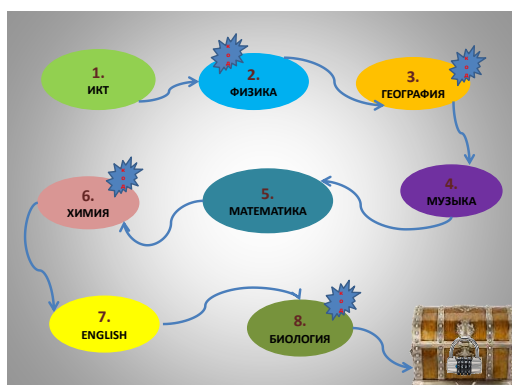 1.
ИКТ
2.
ФИЗИКА
3.
ГЕОГРАФИЯ
4.
МУЗЫКА
5.
МАТЕМАТИКА
6.
ХИМИЯ
7.
ENGLISH
8.
БИОЛОГИЯ